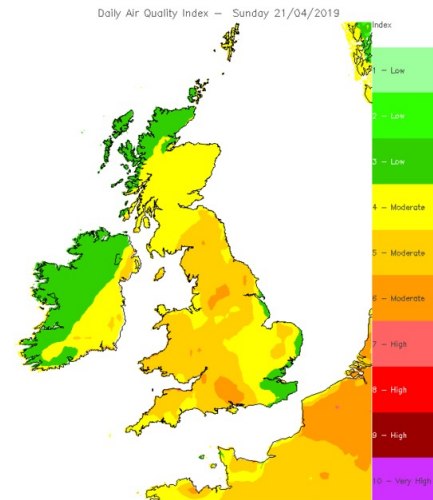 Daily Air Quality Index – Sunday 21/04/2019
Index
1 – Low
2 – Low
3 – Low
4 – Moderate
5 – Moderate
6 – Moderate
7 – High
8 – High
9 – High
10 – Very High